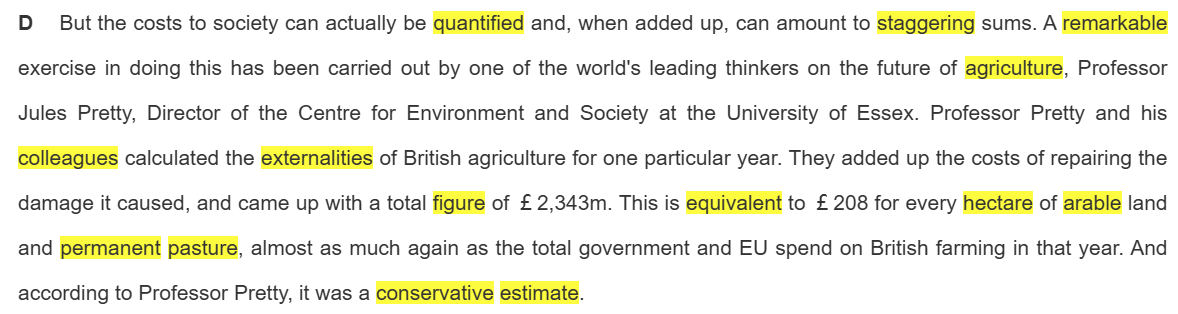 D But the costs to society can actually be quantified and, when added up, can amount to staggering sums. A remarkable
exercise in doing this has been carried out by one of the world's leading thinkers on the future of agriculture, Professor
Jules Pretty, Director of the Centre for Environment and Society at the University of Essex. Professor Pretty and his
colleagues calculated the externalities of British agriculture for one particular year. They added up the costs of repairing the
damage it caused, and came up with a total figure of £2,343m. This is equivalent to £208 for every hectare of arable land
and permanent pasture, almost as much again as the total government and EU spend on British farming in that year. And
according to Professor Pretty, it was a conservative estimate.